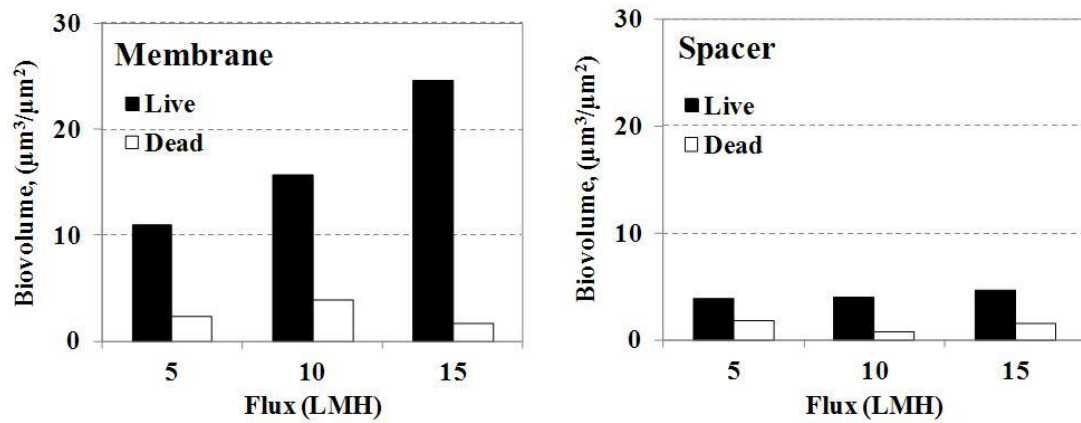 Membrane
Live
Dead
30
20
10
0
Biovolume, (µm³/µm²)
5 10 15
Flux (LMH)
Spacer
Live
Dead
30
20
10
0
Biovolume, (µm³/µm²)
5 10 15
Flux (LMH)